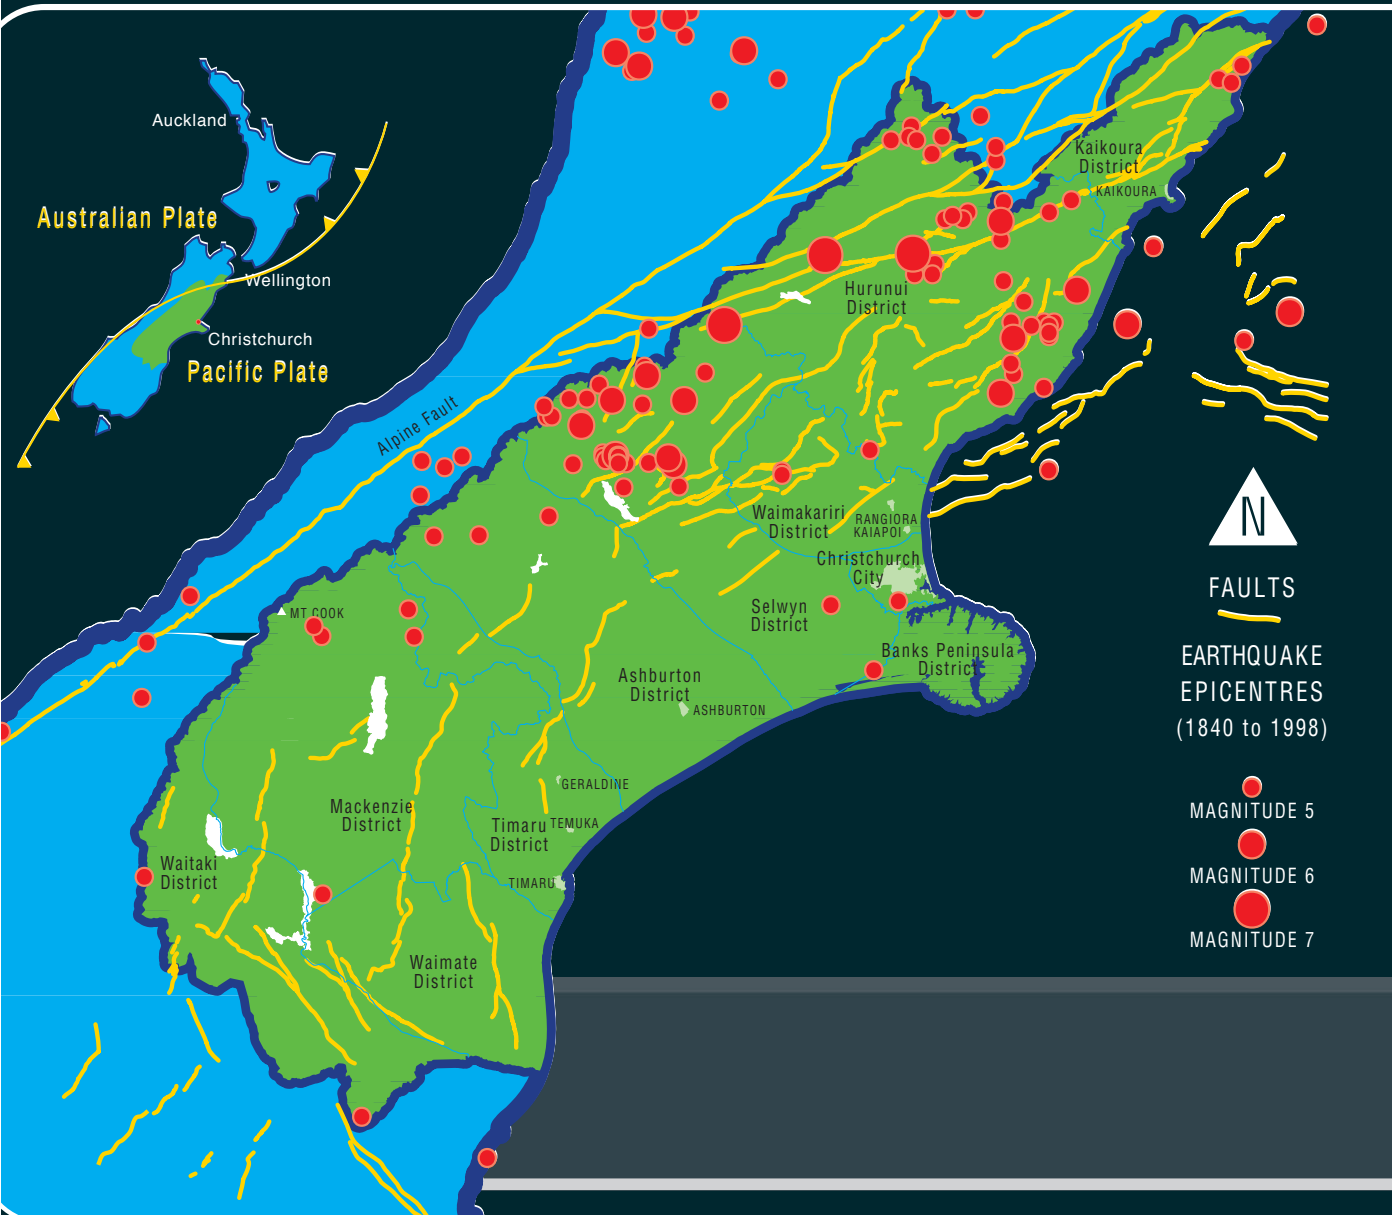 Auckland
Australian Plate
Wellington
Christchurch
Pacific Plate
Alpine Fault
Kaikoura
District
KAIKOURA
Hurunui
District
Waimakariri
District
RANGIORA
KAIAPOI
Christchurch
City
Selwyn
District
Banks Peninsula
District
MT COOK
Ashburton
District
ASHBURTON
GERALDINE
Mackenzie
District
Timaru
District
TEMUKA
Waitaki
District
TIMARU
Waimate
District
N
FAULTS
EARTHQUAKE
EPICENTRES
(1840 to 1998)
MAGNITUDE 5
MAGNITUDE 6
MAGNITUDE 7